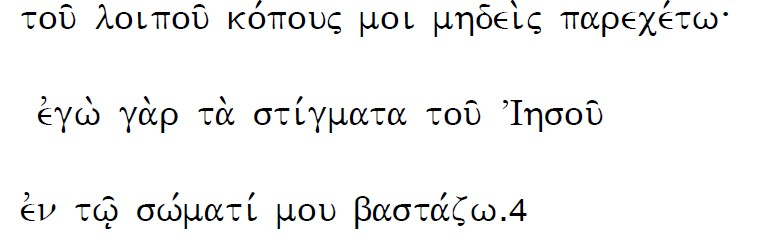 τοῦ λοιποῦ κόπους μοι μηδεὶς παρεχέτω·
ἐγὼ γὰρ τὰ στίγματα τοῦ Ἰησοῦ
ἐν τῷ σώματί μου βαστάζω.4